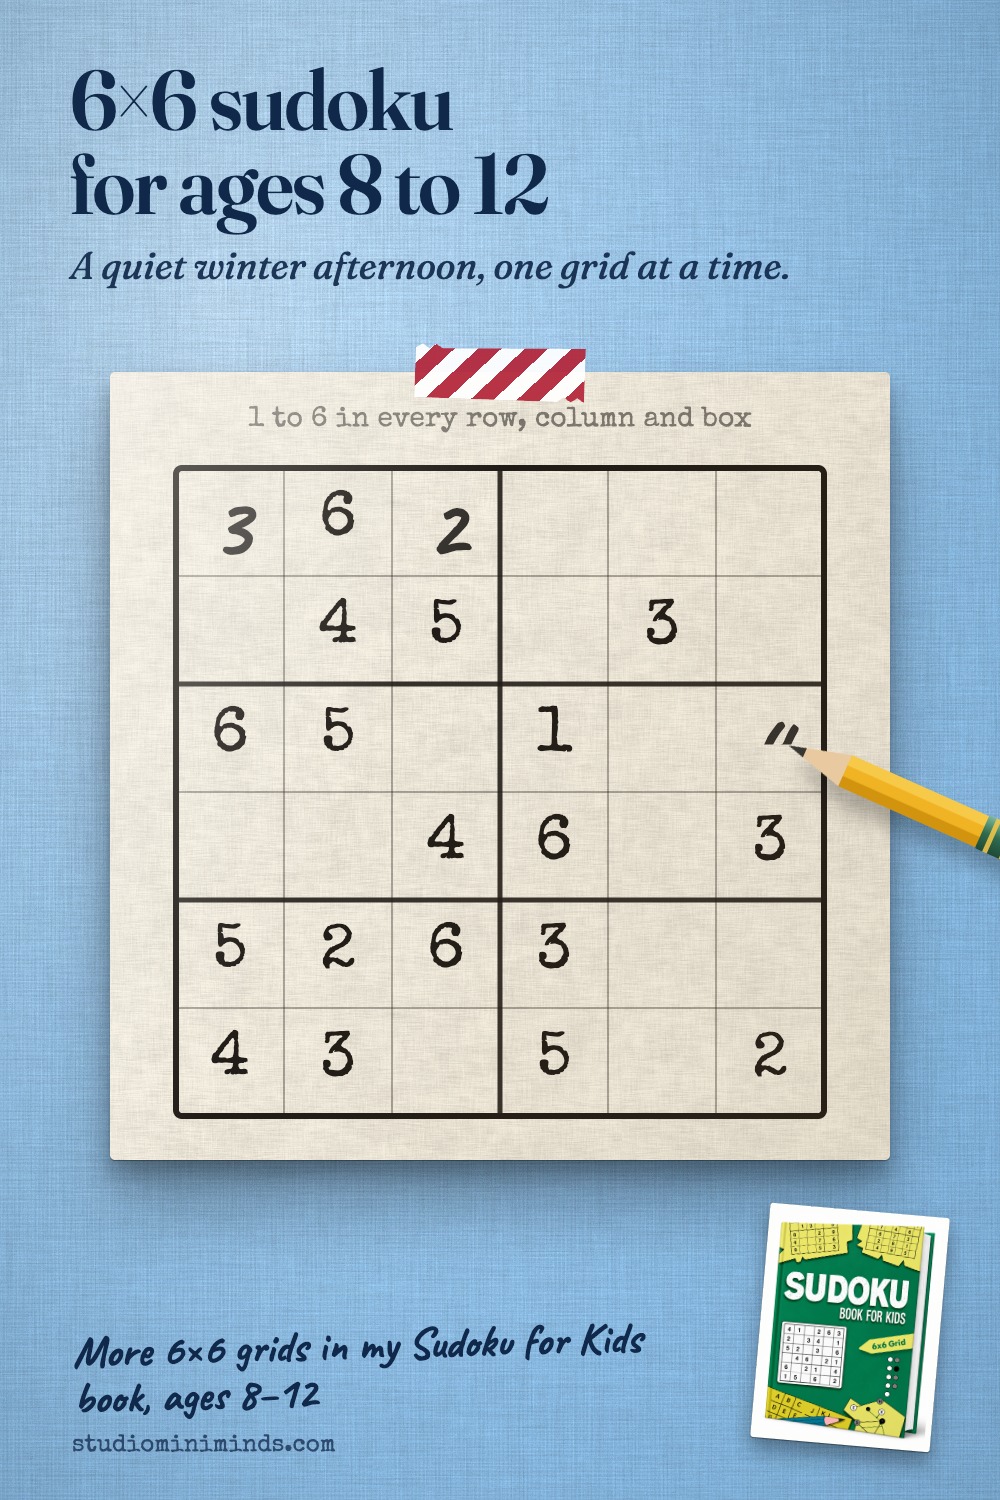 6×6 sudoku
for ages 8 to 12
A quiet winter afternoon, one grid at a time.
1 to 6 in every row, column and box
3 6 2
4 5 3
6 5 1
4 6 3
5 2 6 3
4 3 5 2
SUDOKU
BOOK FOR KIDS
6x6 Grid
More 6×6 grids in my Sudoku for Kids
book, ages 8–12
studiominiminds.com